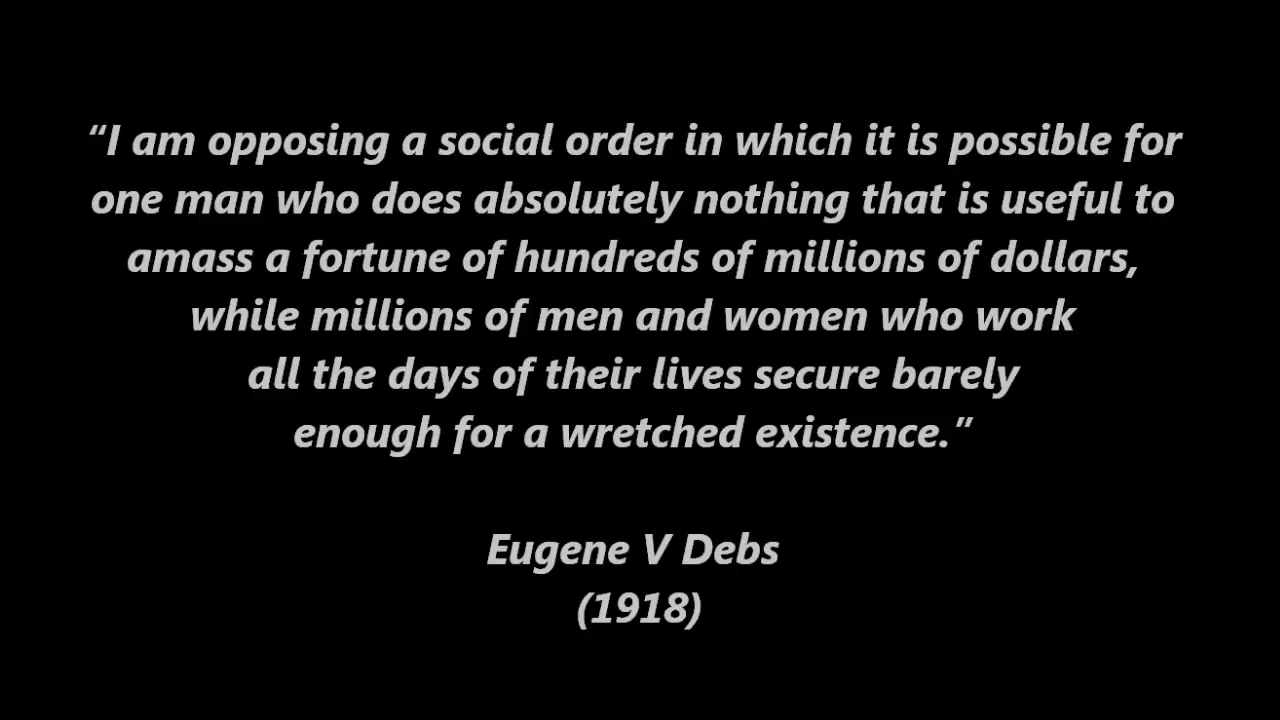 “I am opposing a social order in which it is possible for
one man who does absolutely nothing that is useful to
amass a fortune of hundreds of millions of dollars,
while millions of men and women who work
all the days of their lives secure barely
enough for a wretched existence.”
Eugene V Debs
(1918)